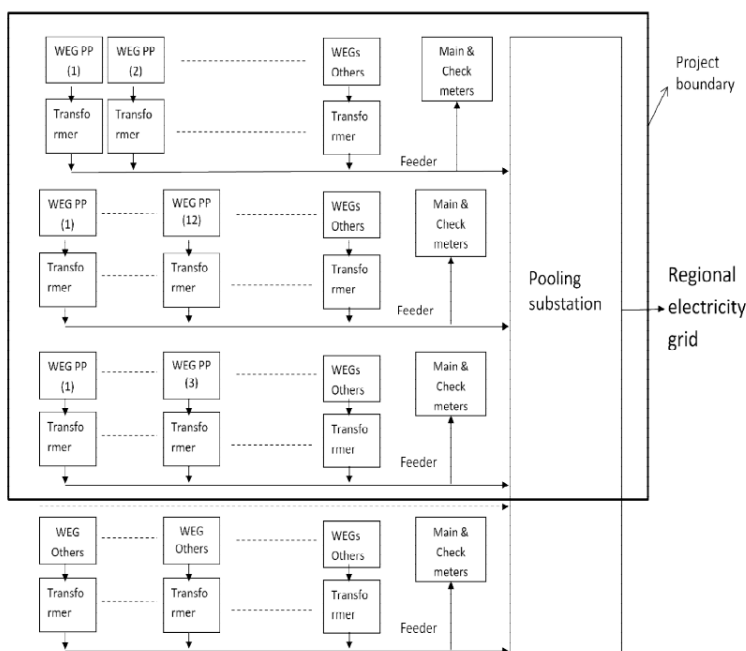 WEG PP
(1)
WEG PP
(2)
WEGs
Others
Main &
Check
meters
Project
boundary
Transfo
rmer
Transfo
rmer
Transfo
rmer
Feeder
WEG PP
(1)
WEG PP
(12)
WEGs
Others
Main &
Check
meters
Transfo
rmer
Transfo
rmer
Transfo
rmer
Feeder
Pooling
substation
Regional
electricity
grid
WEG PP
(1)
WEG PP
(3)
WEGs
Others
Main &
Check
meters
Transfo
rmer
Transfo
rmer
Transfo
rmer
Feeder
WEG
Others
WEG
Others
WEGs
Others
Main &
Check
meters
Transfo
rmer
Transfo
rmer
Transfo
rmer
Feeder